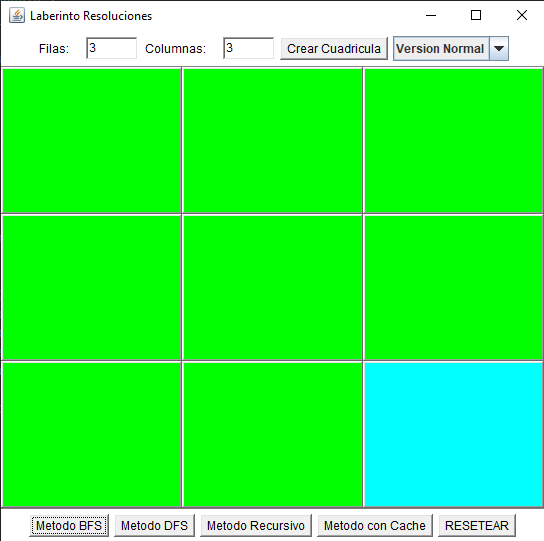 Laberinto Resoluciones
Filas: 3 Columnas: 3 Crear Cuadricula Version Normal
Metodo BFS Metodo DFS Metodo Recursivo Metodo con Cache RESETEAR